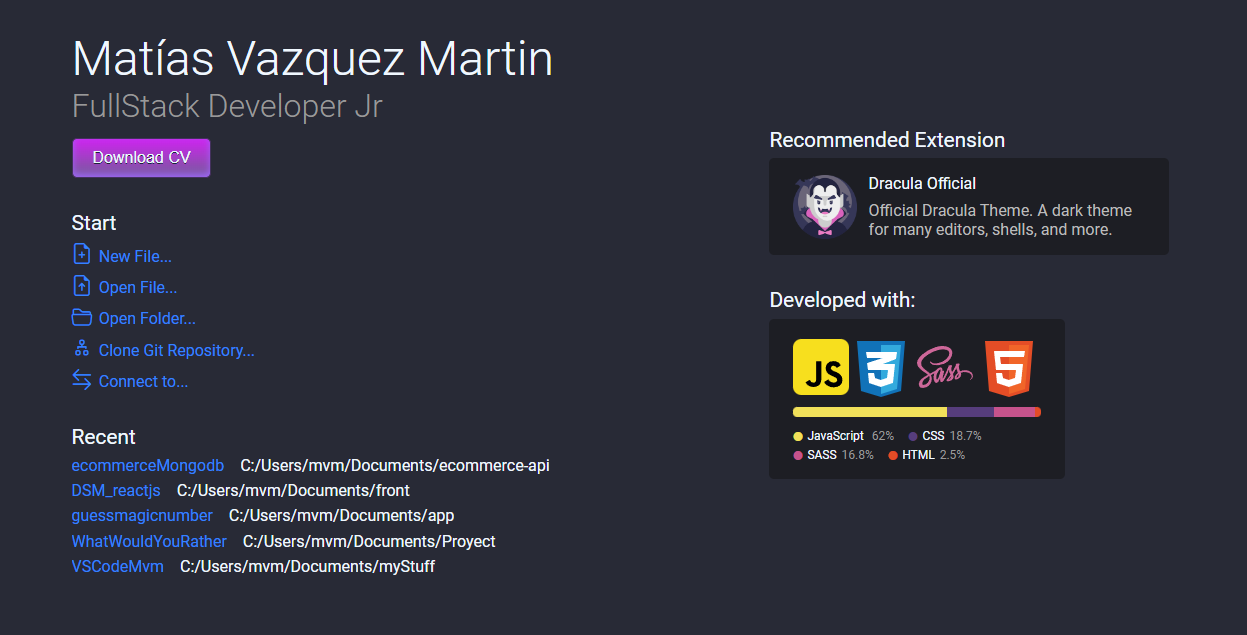 Matías Vazquez Martin
FullStack Developer Jr
Download CV
Start
New File...
Open File...
Open Folder...
Clone Git Repository...
Connect to...
Recent
ecommerceMongodb C:/Users/mvm/Documents/ecommerce-api
DSM_reactjs C:/Users/mvm/Documents/front
guessmagicnumber C:/Users/mvm/Documents/app
WhatWouldYouRather C:/Users/mvm/Documents/Proyect
VSCodeMvm C:/Users/mvm/Documents/myStuff
Recommended Extension
Dracula Official
Official Dracula Theme. A dark theme
for many editors, shells, and more.
Developed with:
JS 3 Sass 5
JavaScript 62% CSS 18.7%
SASS 16.8% HTML 2.5%